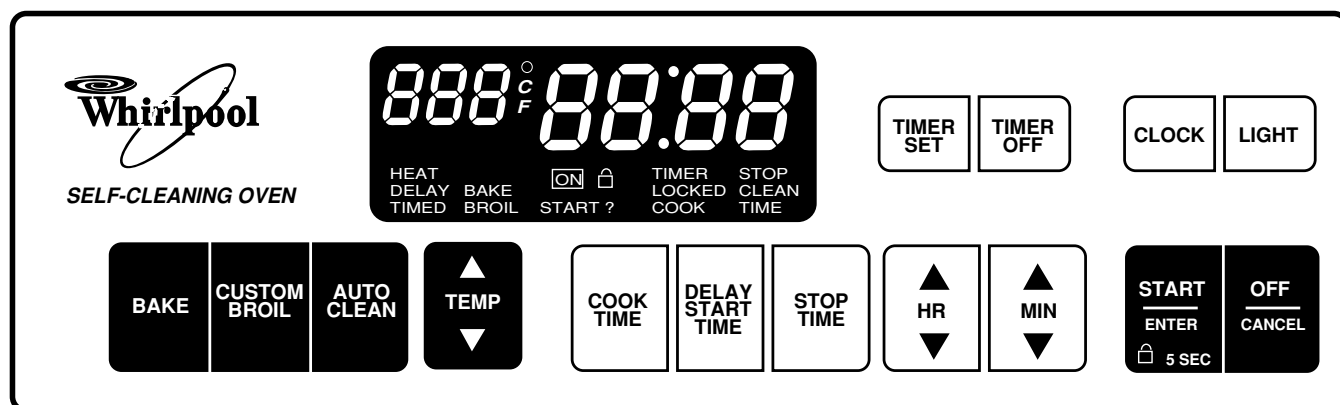 Whirlpool
SELF-CLEANING OVEN
888°C
F
88:88
HEAT
DELAY BAKE
TIMED BROIL
ON
START ?
TIMER STOP
LOCKED CLEAN
COOK TIME
TIMER
SET
TIMER
OFF
CLOCK
LIGHT
BAKE
CUSTOM
BROIL
AUTO
CLEAN
TEMP
COOK
TIME
DELAY
START
TIME
STOP
TIME
HR
MIN
START
ENTER
5 SEC
OFF
CANCEL